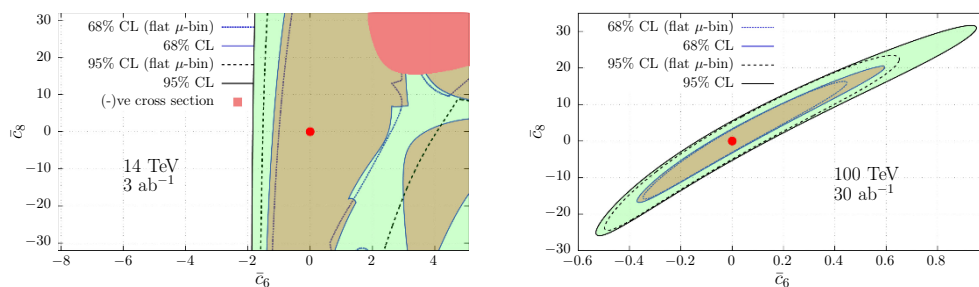 68% CL (flat μ-bin)
68% CL
95% CL (flat μ-bin)
95% CL
(-)ve cross section
14 TeV
3 ab⁻¹
c̄₈
30
20
10
0
−10
−20
−30
−8 −6 −4 −2 0 2 4
c̄₆
68% CL (flat μ-bin)
68% CL
95% CL (flat μ-bin)
95% CL
100 TeV
30 ab⁻¹
c̄₈
30
20
10
0
−10
−20
−30
−0.6 −0.4 −0.2 0 0.2 0.4 0.6 0.8
c̄₆